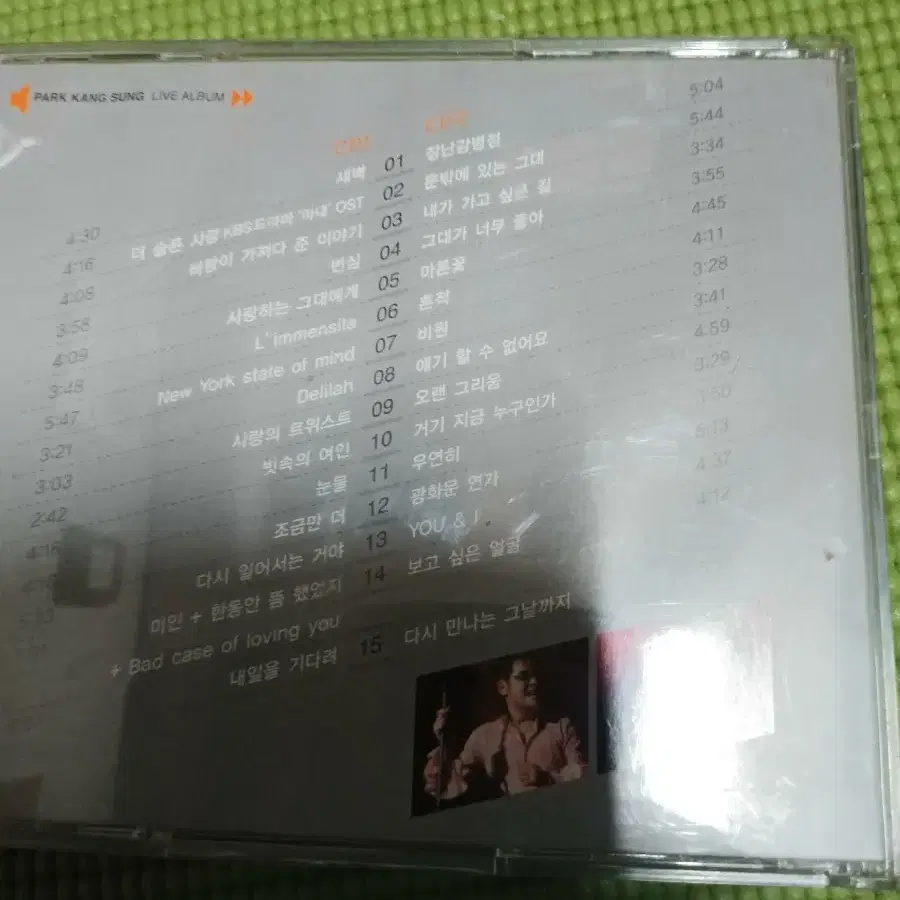 PARK KANG SUNG LIVE ALBUM
CD1 CD2
4:30 새벽 01 장난감병정 5:04
4:16 더 슬픈 사랑 KBS드라마 "아내" OST 02 문밖에 있는 그대 5:44
4:08 바람이 가져다 준 이야기 03 내가 가고 싶은 길 3:34
3:58 변심 04 그대가 너무 좋아 3:55
4:09 사랑하는 그대에게 05 마른꽃 4:45
3:48 L'immensita 06 흔적 4:11
5:47 New York state of mind 07 비원 3:28
3:21 Delilah 08 얘기 할 수 없어요 3:41
3:03 사랑의 트위스트 09 오랜 그리움 4:59
2:42 빗속의 여인 10 거기 지금 누구인가 3:29
4:16 눈물 11 우연히
조금만 더 12 광화문 연가 5:13
다시 일어서는 거야 13 YOU & I 4:37
미인 + 한동안 뜸 했었지 14 보고 싶은 얼굴 4:12
+ Bad case of loving you
내일을 기다려 15 다시 만나는 그날까지